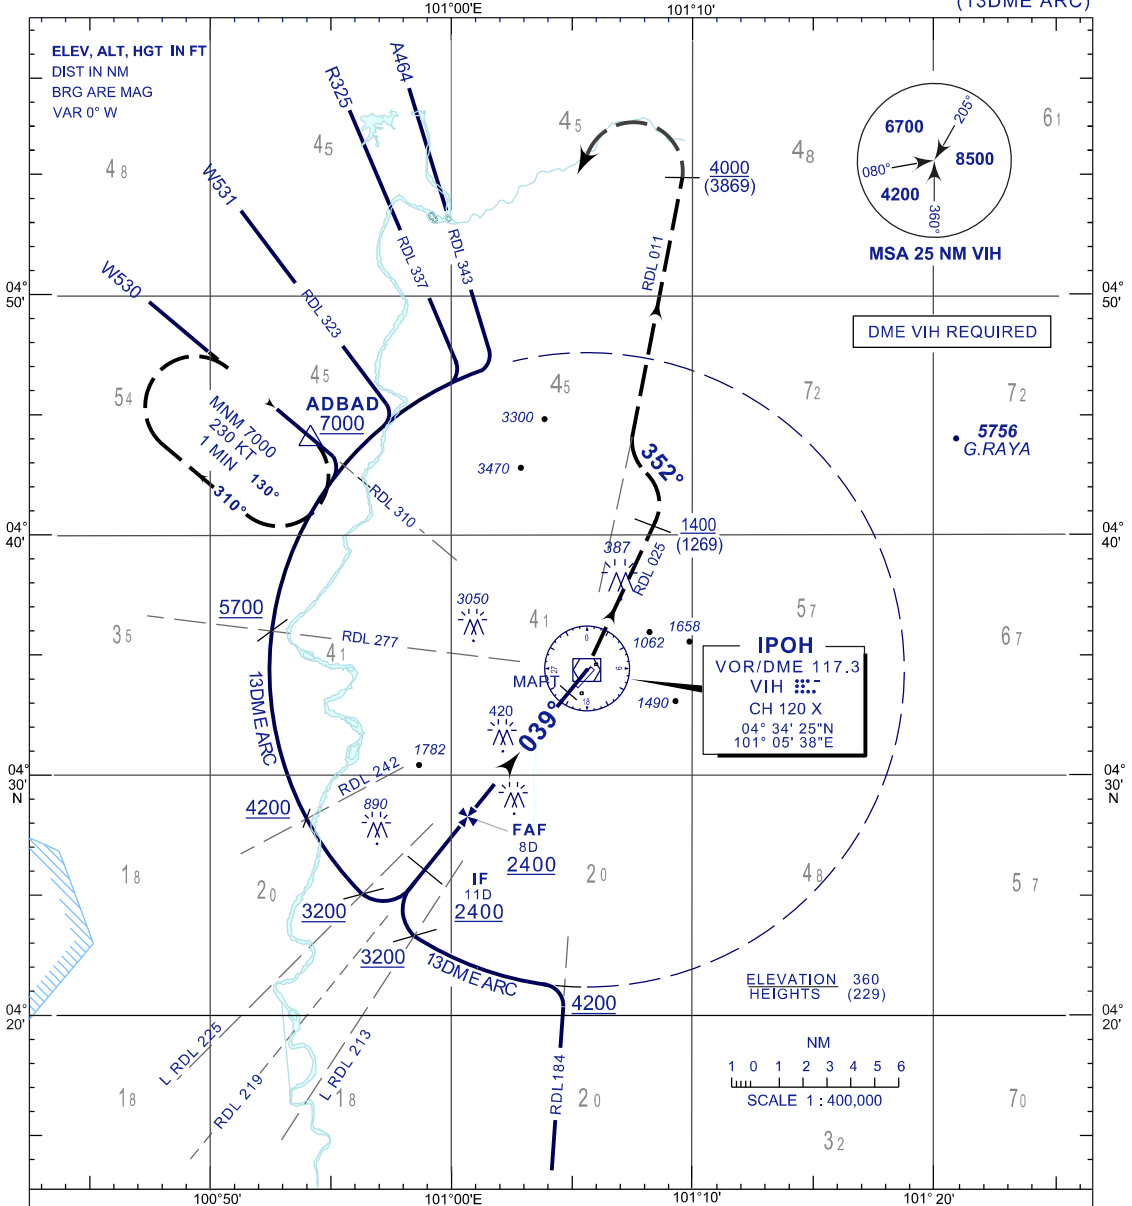 (13DME ARC)
101°00'E
101°10'
ELEV, ALT, HGT IN FT
DIST IN NM
BRG ARE MAG
VAR 0° W
R325
A464
W531
W530
45
48
45
48
61
4000
(3869)
6700
205°
8500
080°
4200
360°
MSA 25 NM VIH
RDL 011
RDL 343
RDL 337
RDL 323
04°
50'
04°
50'
DME VIH REQUIRED
54
45
45
72
72
ADBAD
7000
MNM 7000
230 KT
1 MIN
130°
310°
3300
3470
5756
G.RAYA
352°
RDL 310
04°
40'
04°
40'
1400
(1269)
387
RDL 025
5700
3050
35
41
41
57
67
RDL 277
1062
1658
1490
0
6
18
27
MAPT
IPOH
VOR/DME 117.3
VIH
CH 120 X
04° 34' 25"N
101° 05' 38"E
13DME ARC
420
039°
1782
RDL 242
04°
30'
N
04°
30'
N
4200
890
FAF
8D
2400
IF
11D
2400
18
20
20
48
57
3200
3200
13DME ARC
4200
ELEVATION 360
HEIGHTS (229)
04°
20'
04°
20'
L RDL 225
RDL 219
L RDL 213
RDL184
NM
1 0 1 2 3 4 5 6
SCALE 1 : 400,000
18
18
20
32
70
100°50'
101°00'E
101°10'
101°20'